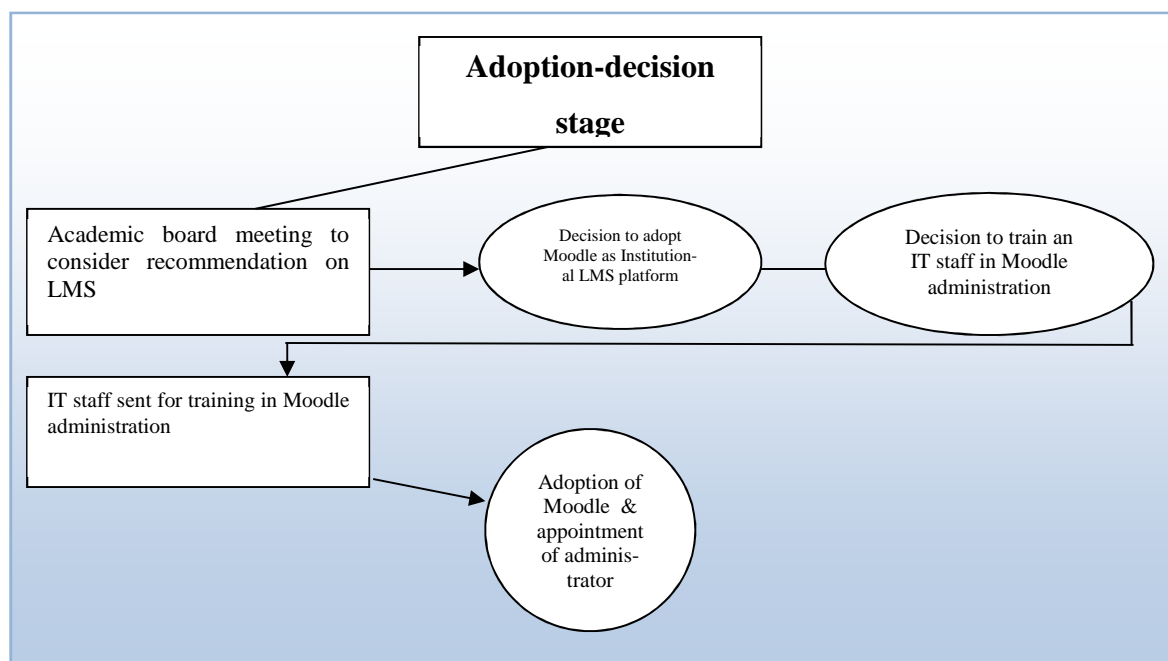 Adoption-decision
stage
Academic board meeting to
consider recommendation on
LMS
Decision to adopt
Moodle as Institution-
al LMS platform
Decision to train an
IT staff in Moodle
administration
IT staff sent for training in Moodle
administration
Adoption of
Moodle &
appointment
of adminis-
trator